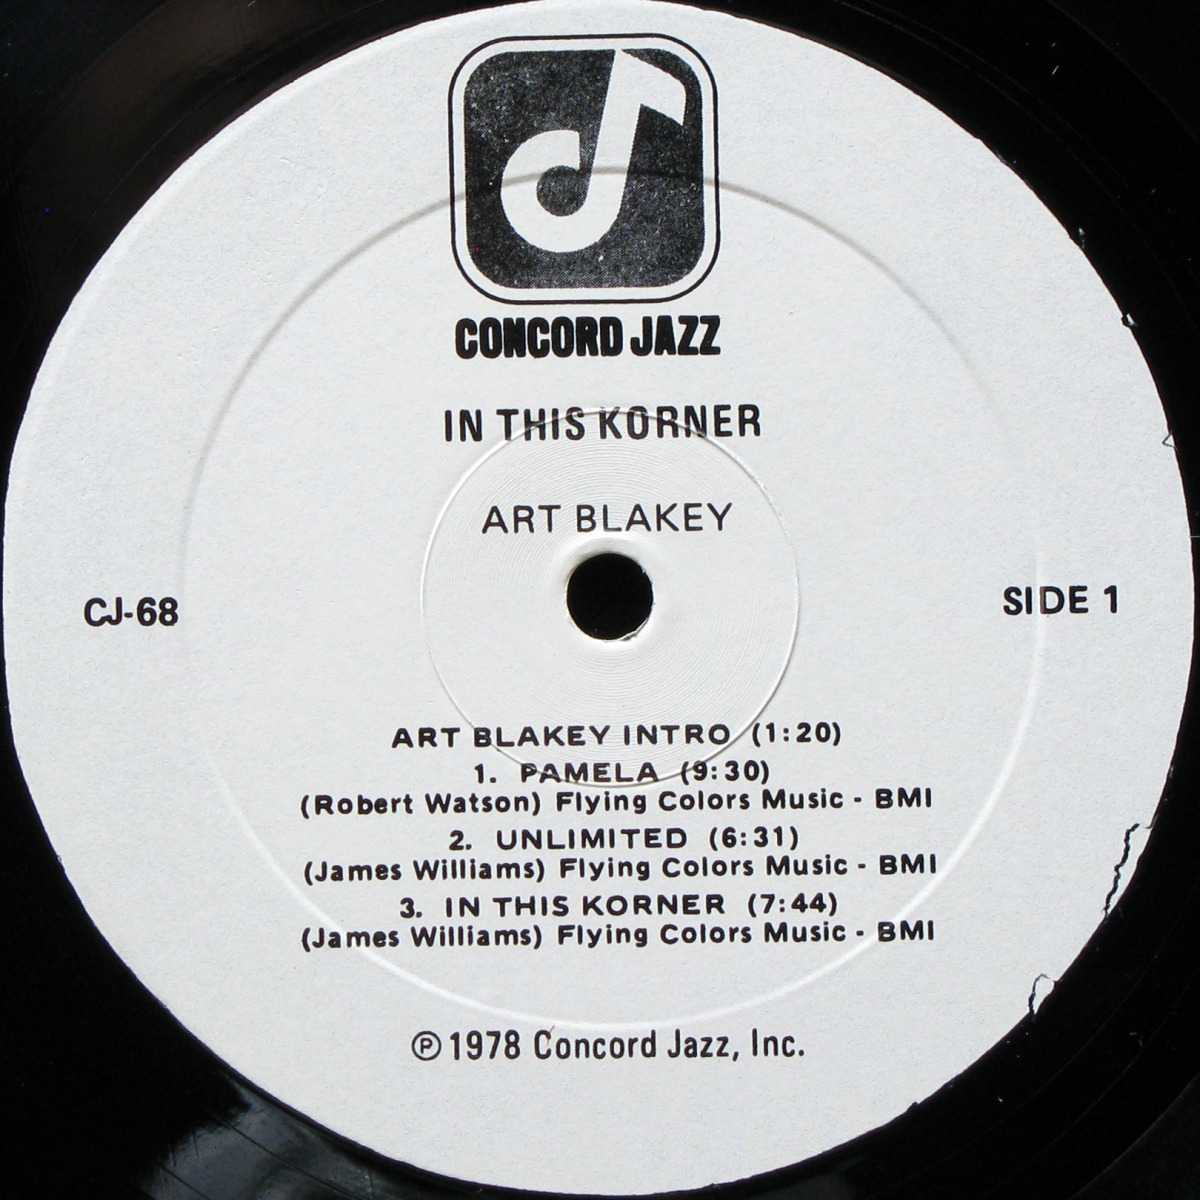 CONCORD JAZZ
IN THIS KORNER
ART BLAKEY
CJ-68
SIDE 1
ART BLAKEY INTRO (1:20)
1. PAMELA (9:30)
(Robert Watson) Flying Colors Music - BMI
2. UNLIMITED (6:31)
(James Williams) Flying Colors Music - BMI
3. IN THIS KORNER (7:44)
(James Williams) Flying Colors Music - BMI
℗ 1978 Concord Jazz, Inc.